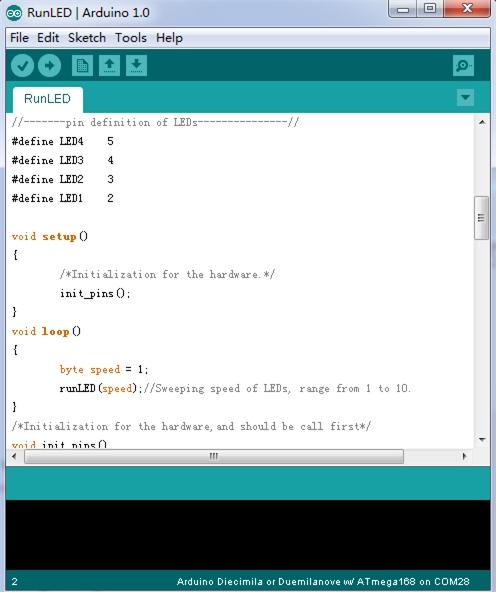 RunLED | Arduino 1.0
File Edit Sketch Tools Help
RunLED
//-------pin definition of LEDs---------------//
#define LED4    5
#define LED3    4
#define LED2    3
#define LED1    2
void setup()
{
/*Initialization for the hardware.*/
init_pins();
}
void loop()
{
byte speed = 1;
runLED(speed);//Sweeping speed of LEDs, range from 1 to 10.
}
/*Initialization for the hardware,and should be call first*/
void init_pins()
2
Arduino Diecimila or Duemilanove w/ ATmega168 on COM28